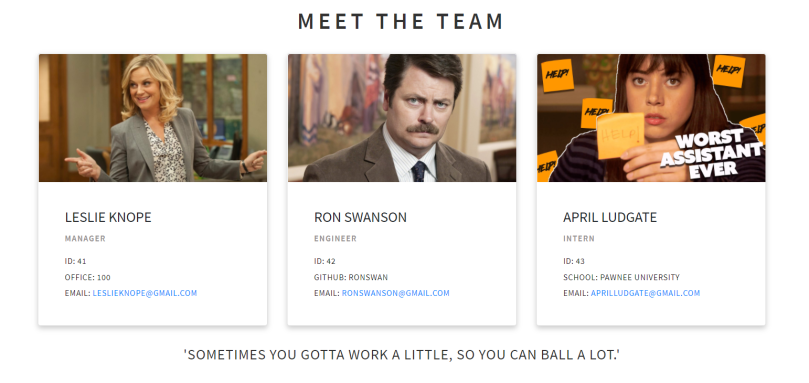 MEET THE TEAM
HELP!
HELP!
HELP!
HELP!
HELP!
WORST
ASSISTANT
EVER
LESLIE KNOPE
MANAGER
ID: 41
OFFICE: 100
EMAIL: LESLIEKNOPE@GMAIL.COM
RON SWANSON
ENGINEER
ID: 42
GITHUB: RONSWAN
EMAIL: RONSWANSON@GMAIL.COM
APRIL LUDGATE
INTERN
ID: 43
SCHOOL: PAWNEE UNIVERSITY
EMAIL: APRILLUDGATE@GMAIL.COM
'SOMETIMES YOU GOTTA WORK A LITTLE, SO YOU CAN BALL A LOT.'